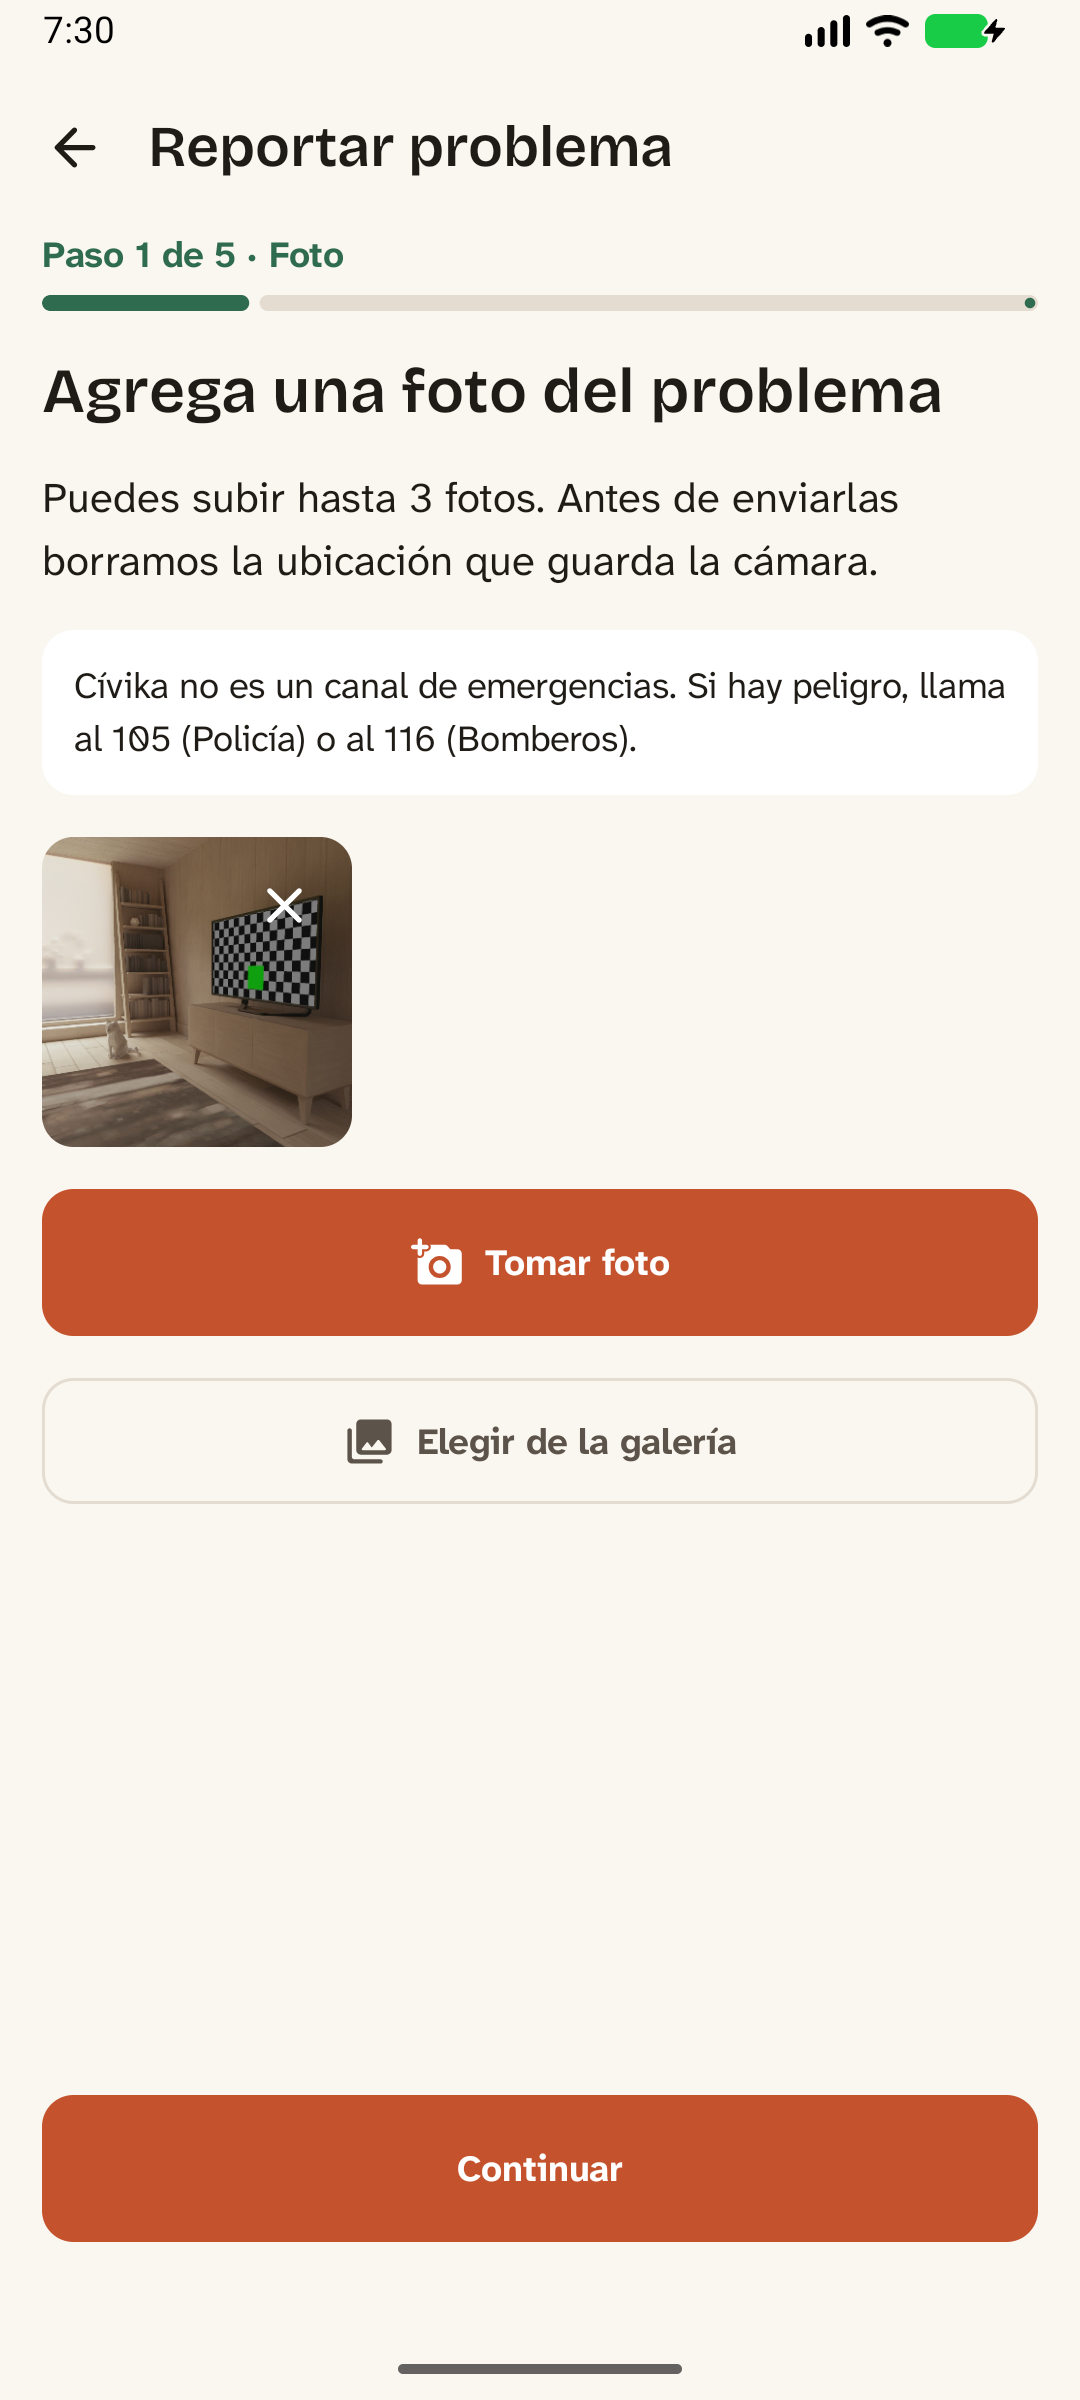 7:30
Reportar problema
Paso 1 de 5 · Foto
Agrega una foto del problema
Puedes subir hasta 3 fotos. Antes de enviarlas
borramos la ubicación que guarda la cámara.
Cívika no es un canal de emergencias. Si hay peligro, llama
al 105 (Policía) o al 116 (Bomberos).
Tomar foto
Elegir de la galería
Continuar